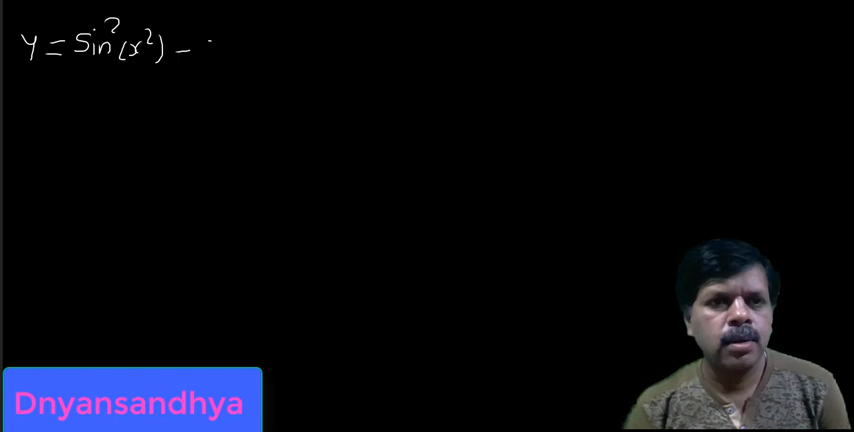 y = Sin²(x²) -
Dnyansandhya